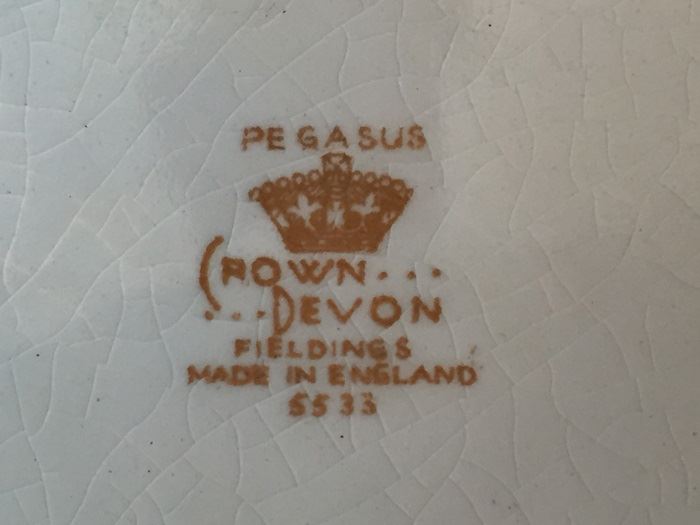 PEGASUS
CROWN...
...DEVON
FIELDINGS
MADE IN ENGLAND
5533